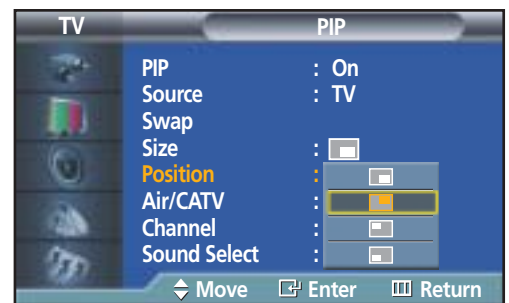 TV PIP
PIP : On
Source : TV
Swap
Size :
Position :
Air/CATV :
Channel :
Sound Select :
Move Enter Return